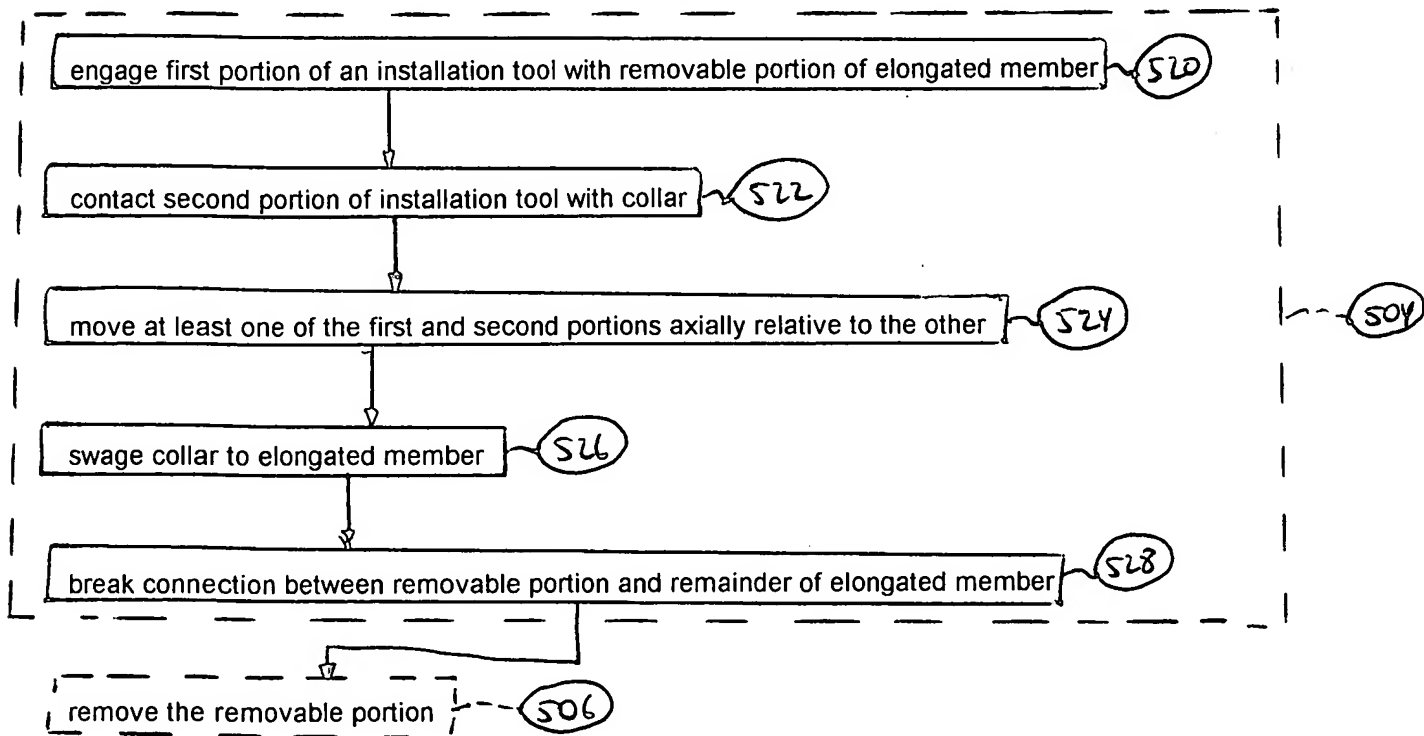 engage first portion of an installation tool with removable portion of elongated member 520
contact second portion of installation tool with collar 522
move at least one of the first and second portions axially relative to the other 524
504
swage collar to elongated member 526
break connection between removable portion and remainder of elongated member 528
remove the removable portion 506